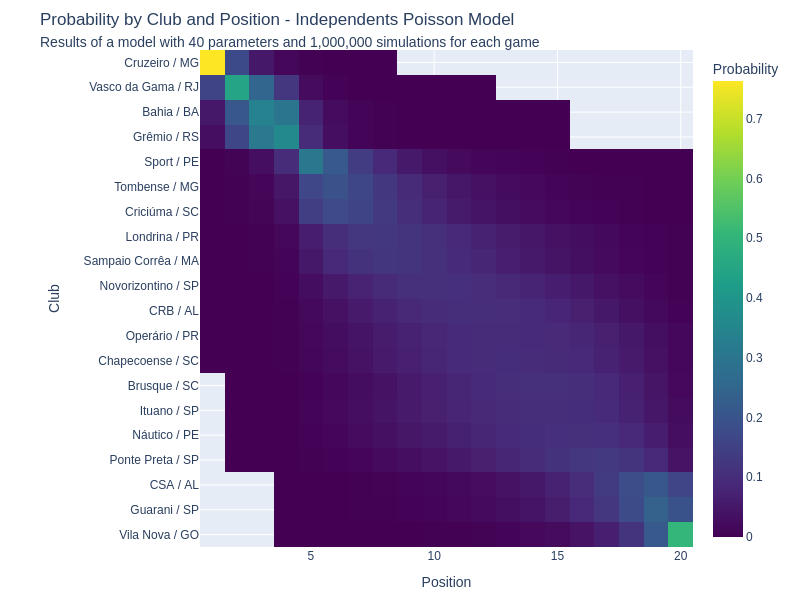 Probability by Club and Position - Independents Poisson Model
Results of a model with 40 parameters and 1,000,000 simulations for each game
Probability
Cruzeiro / MG
Vasco da Gama / RJ
Bahia / BA
Grêmio / RS
Sport / PE
Tombense / MG
Criciúma / SC
Londrina / PR
Sampaio Corrêa / MA
Novorizontino / SP
CRB / AL
Operário / PR
Chapecoense / SC
Brusque / SC
Ituano / SP
Náutico / PE
Ponte Preta / SP
CSA / AL
Guarani / SP
Vila Nova / GO
Club
5
10
15
20
Position
0.7
0.6
0.5
0.4
0.3
0.2
0.1
0